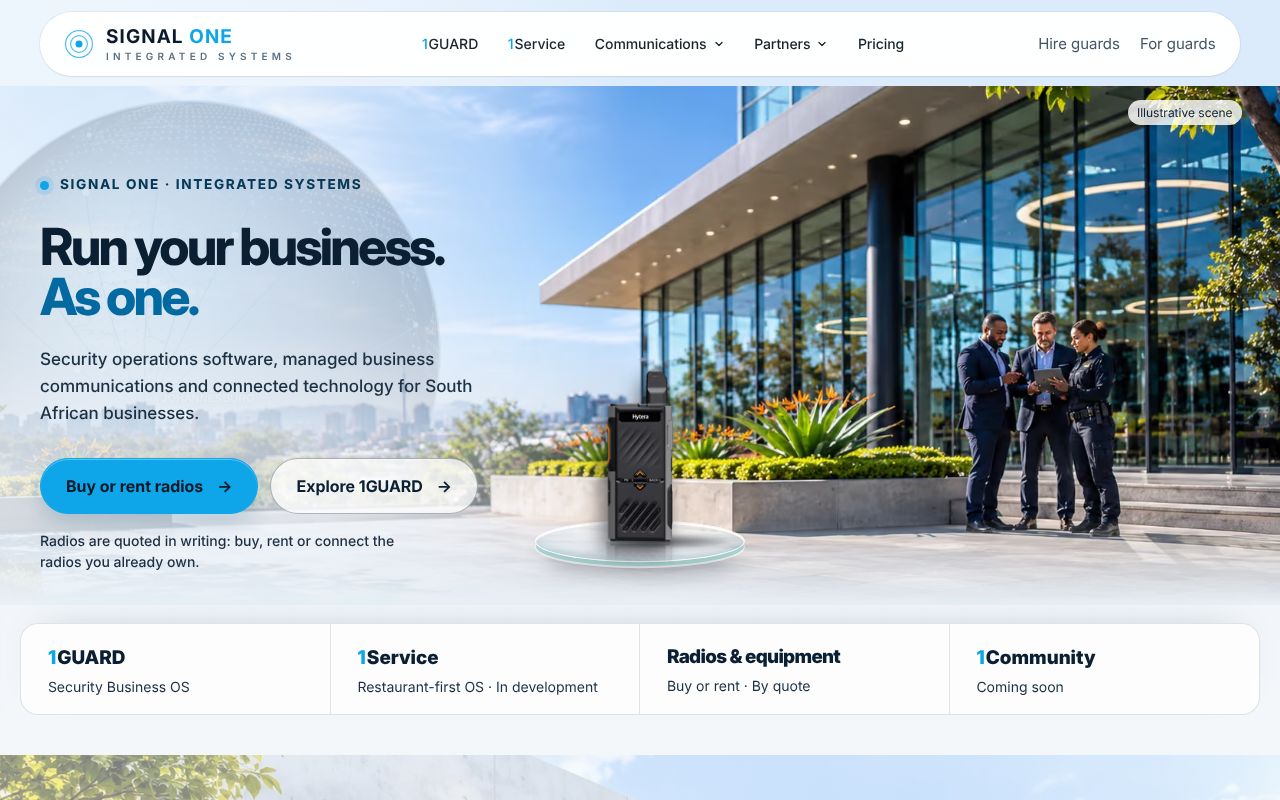 SIGNAL ONE
INTEGRATED SYSTEMS
1GUARD
1Service
Communications
Partners
Pricing
Hire guards
For guards
Illustrative scene
SIGNAL ONE · INTEGRATED SYSTEMS
Run your business.
As one.
Security operations software, managed business
communications and connected technology for South
African businesses.
Buy or rent radios →
Explore 1GUARD →
Radios are quoted in writing: buy, rent or connect the
radios you already own.
Hytera
1GUARD
Security Business OS
1Service
Restaurant-first OS · In development
Radios & equipment
Buy or rent · By quote
1Community
Coming soon